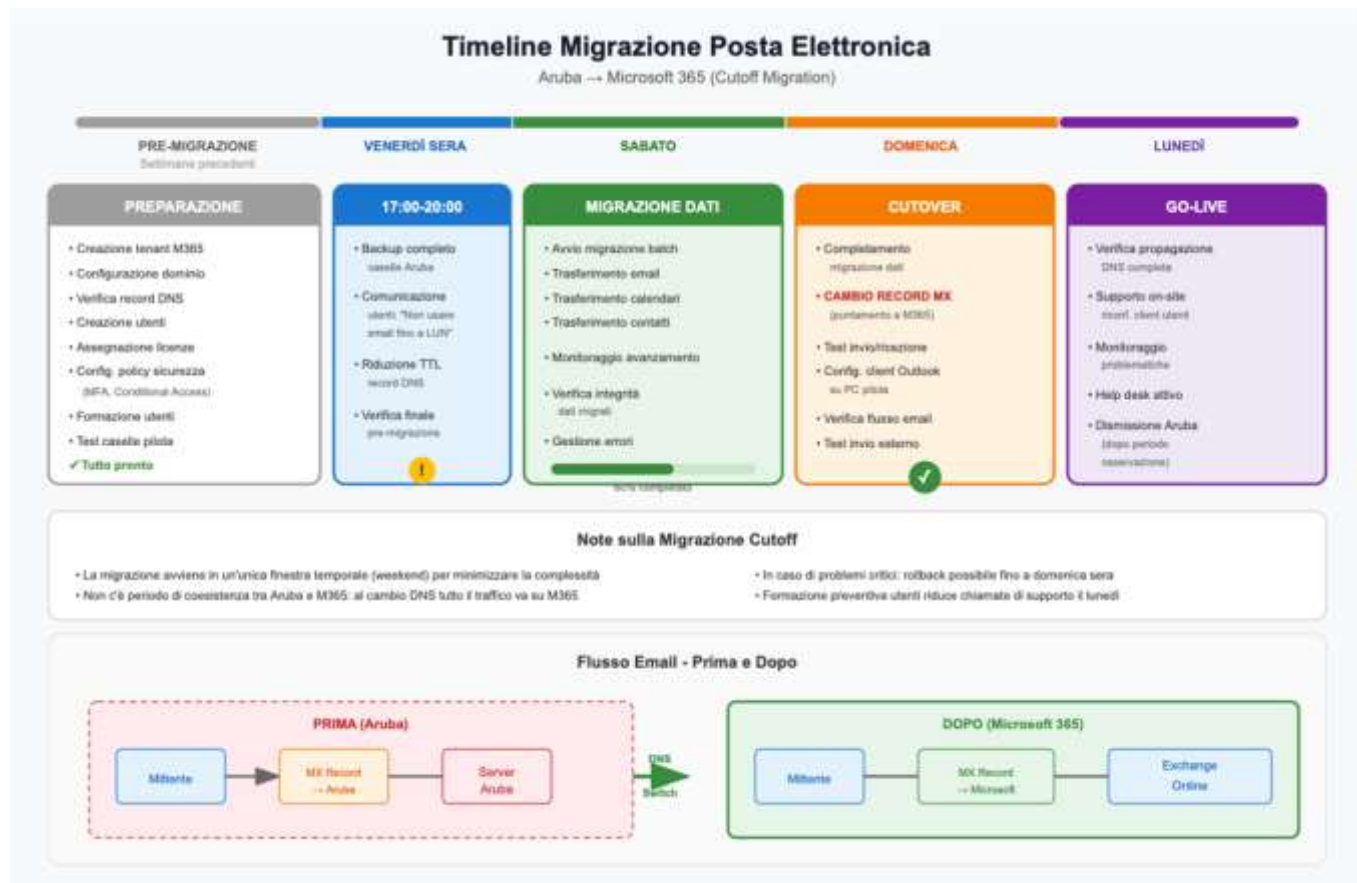 Timeline Migrazione Posta Elettronica
Aruba → Microsoft 365 (Cutoff Migration)
PRE-MIGRAZIONE
Settimane precedenti
VENERDÌ SERA
SABATO
DOMENICA
LUNEDÌ
PREPARAZIONE
• Creazione tenant M365
• Configurazione dominio
• Verifica record DNS
• Creazione utenti
• Assegnazione licenze
• Config. policy sicurezza
(MFA, Conditional Access)
• Formazione utenti
• Test caselle pilota
✓ Tutto pronto
17:00-20:00
• Backup completo
caselle Aruba
• Comunicazione
utenti: "Non usare
email fino a LUN"
• Riduzione TTL
record DNS
• Verifica finale
pre-migrazione
!
MIGRAZIONE DATI
• Avvio migrazione batch
• Trasferimento email
• Trasferimento calendari
• Trasferimento contatti
• Monitoraggio avanzamento
• Verifica integrità
dati migrati
• Gestione errori
60% completato
CUTOVER
• Completamento
migrazione dati
• CAMBIO RECORD MX
(puntamento a M365)
• Test invio/ricezione
• Config. client Outlook
su PC pilota
• Verifica flusso email
• Test invio esterno
✓
GO-LIVE
• Verifica propagazione
DNS completa
• Supporto on-site
riconf. client utenti
• Monitoraggio
problematiche
• Help desk attivo
• Dismissione Aruba
(dopo periodo
osservazione)
Note sulla Migrazione Cutoff
• La migrazione avviene in un'unica finestra temporale (weekend) per minimizzare la complessità
• Non c'è periodo di coesistenza tra Aruba e M365: al cambio DNS tutto il traffico va su M365
• In caso di problemi critici: rollback possibile fino a domenica sera
• Formazione preventiva utenti riduce chiamate di supporto il lunedì
Flusso Email - Prima e Dopo
PRIMA (Aruba)
Mittente
MX Record
→ Aruba
Server
Aruba
DNS
Switch
DOPO (Microsoft 365)
Mittente
MX Record
→ Microsoft
Exchange
Online